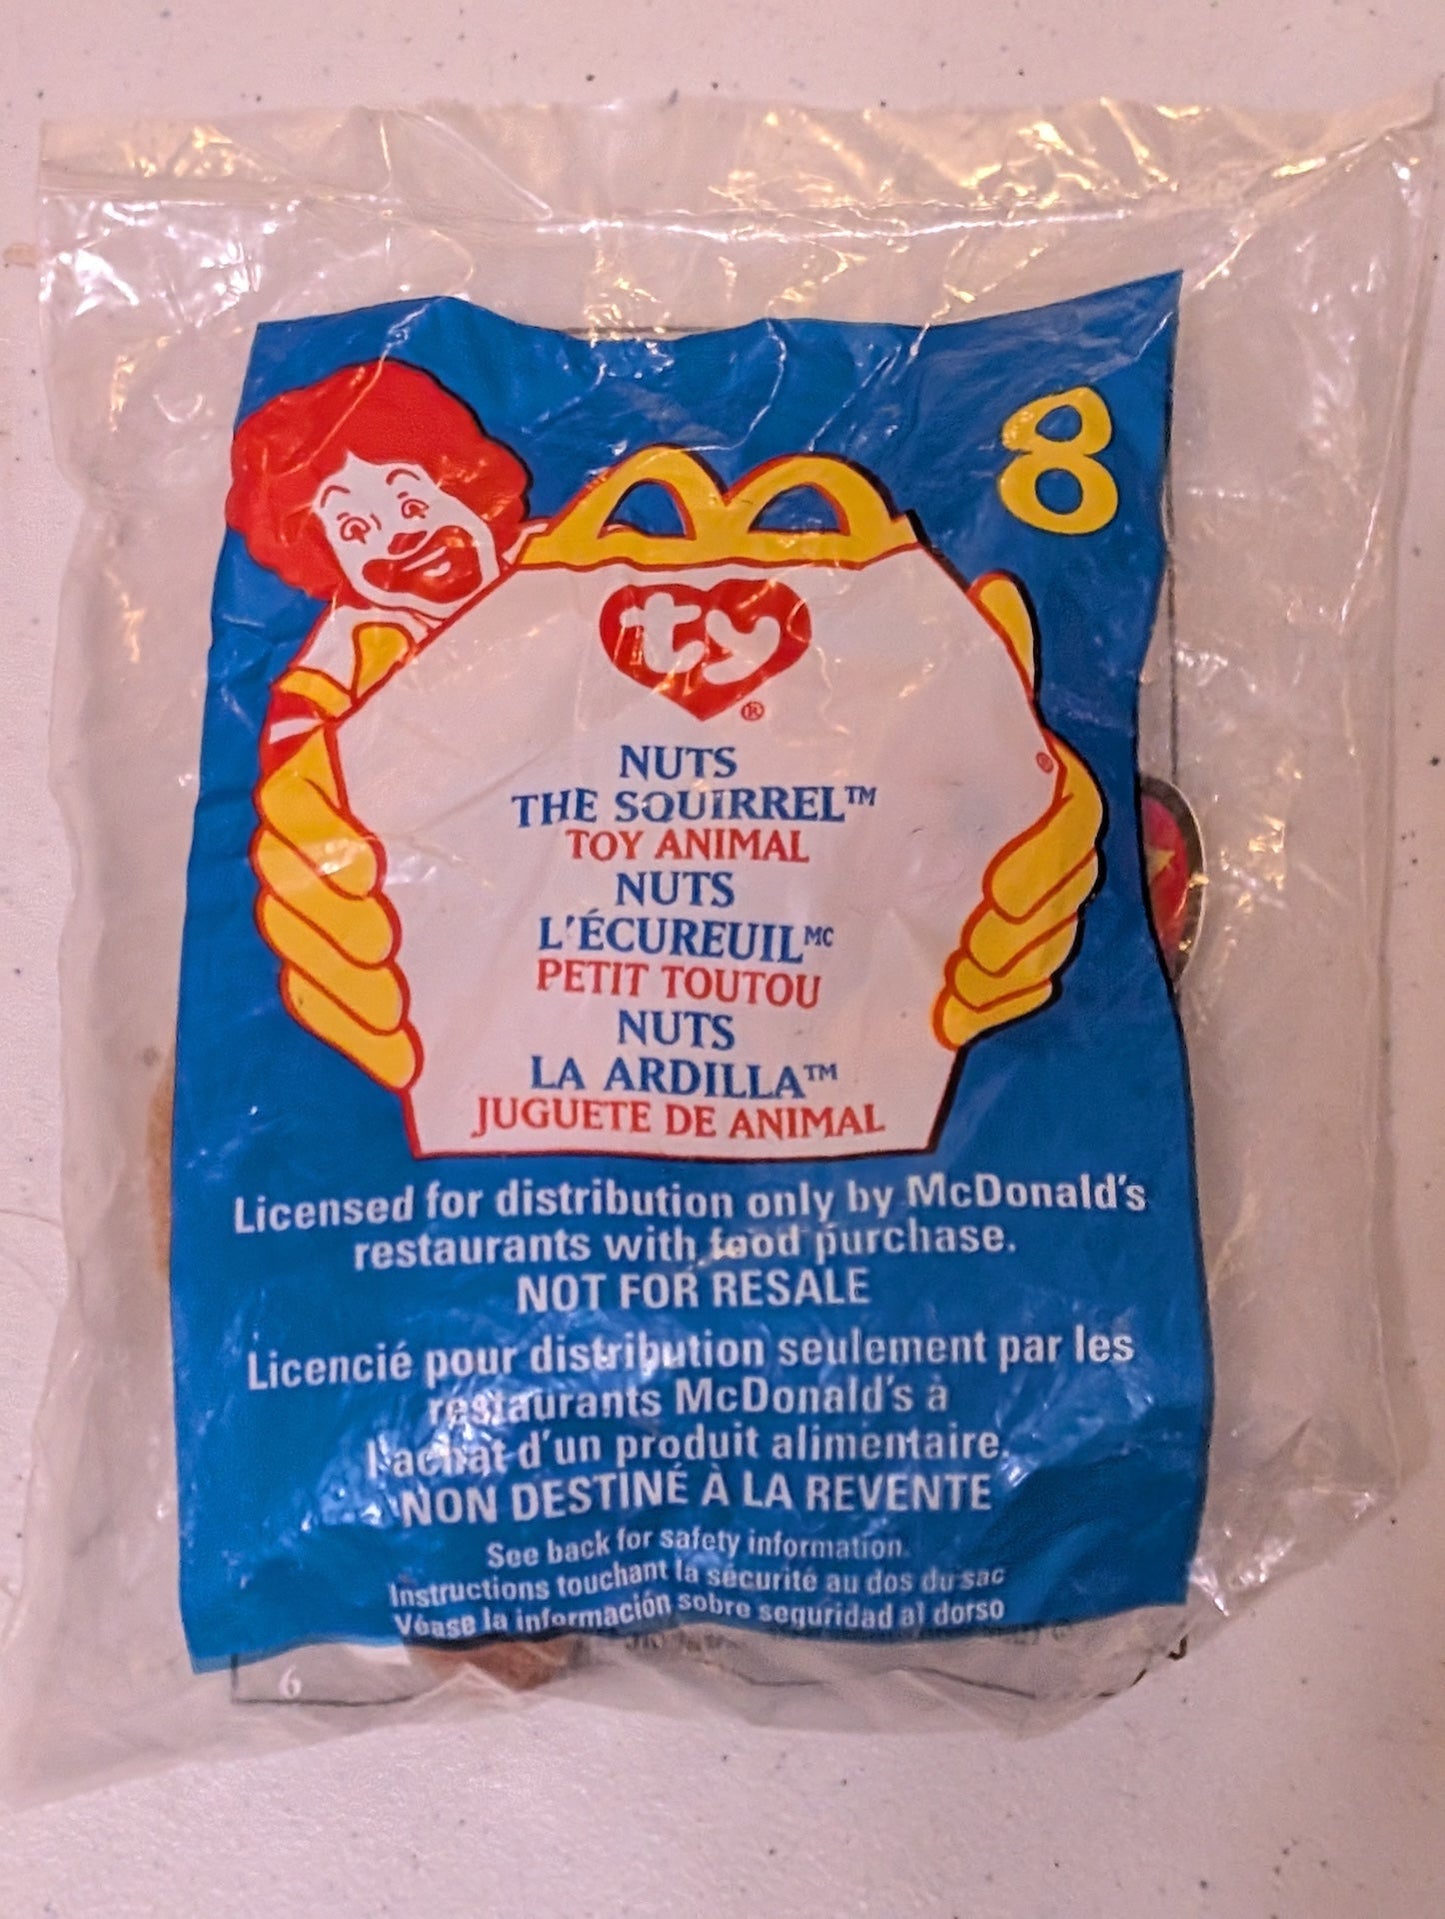 8
ty®
NUTS
THE SQUIRREL™
TOY ANIMAL
NUTS
L'ÉCUREUIL MC
PETIT TOUTOU
NUTS
LA ARDILLA™
JUGUETE DE ANIMAL
Licensed for distribution only by McDonald's
restaurants with food purchase.
NOT FOR RESALE
Licencié pour distribution seulement par les
restaurants McDonald's à
l'achat d'un produit alimentaire.
NON DESTINÉ À LA REVENTE
See back for safety information.
Instructions touchant la sécurité au dos du sac
Véase la información sobre seguridad al dorso
6